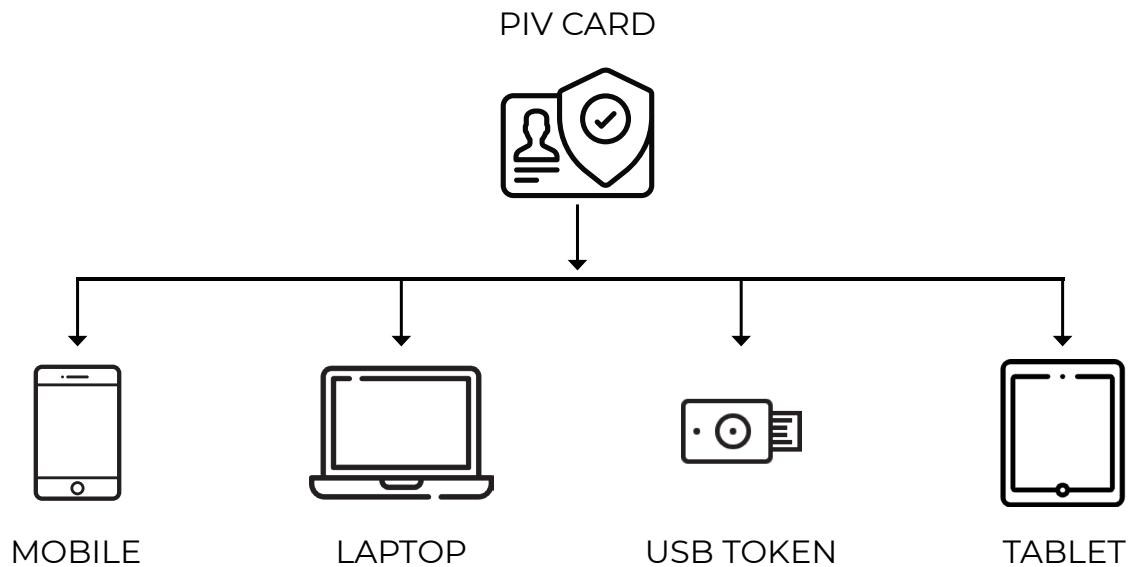 PIV CARD
MOBILE
LAPTOP
USB TOKEN
TABLET